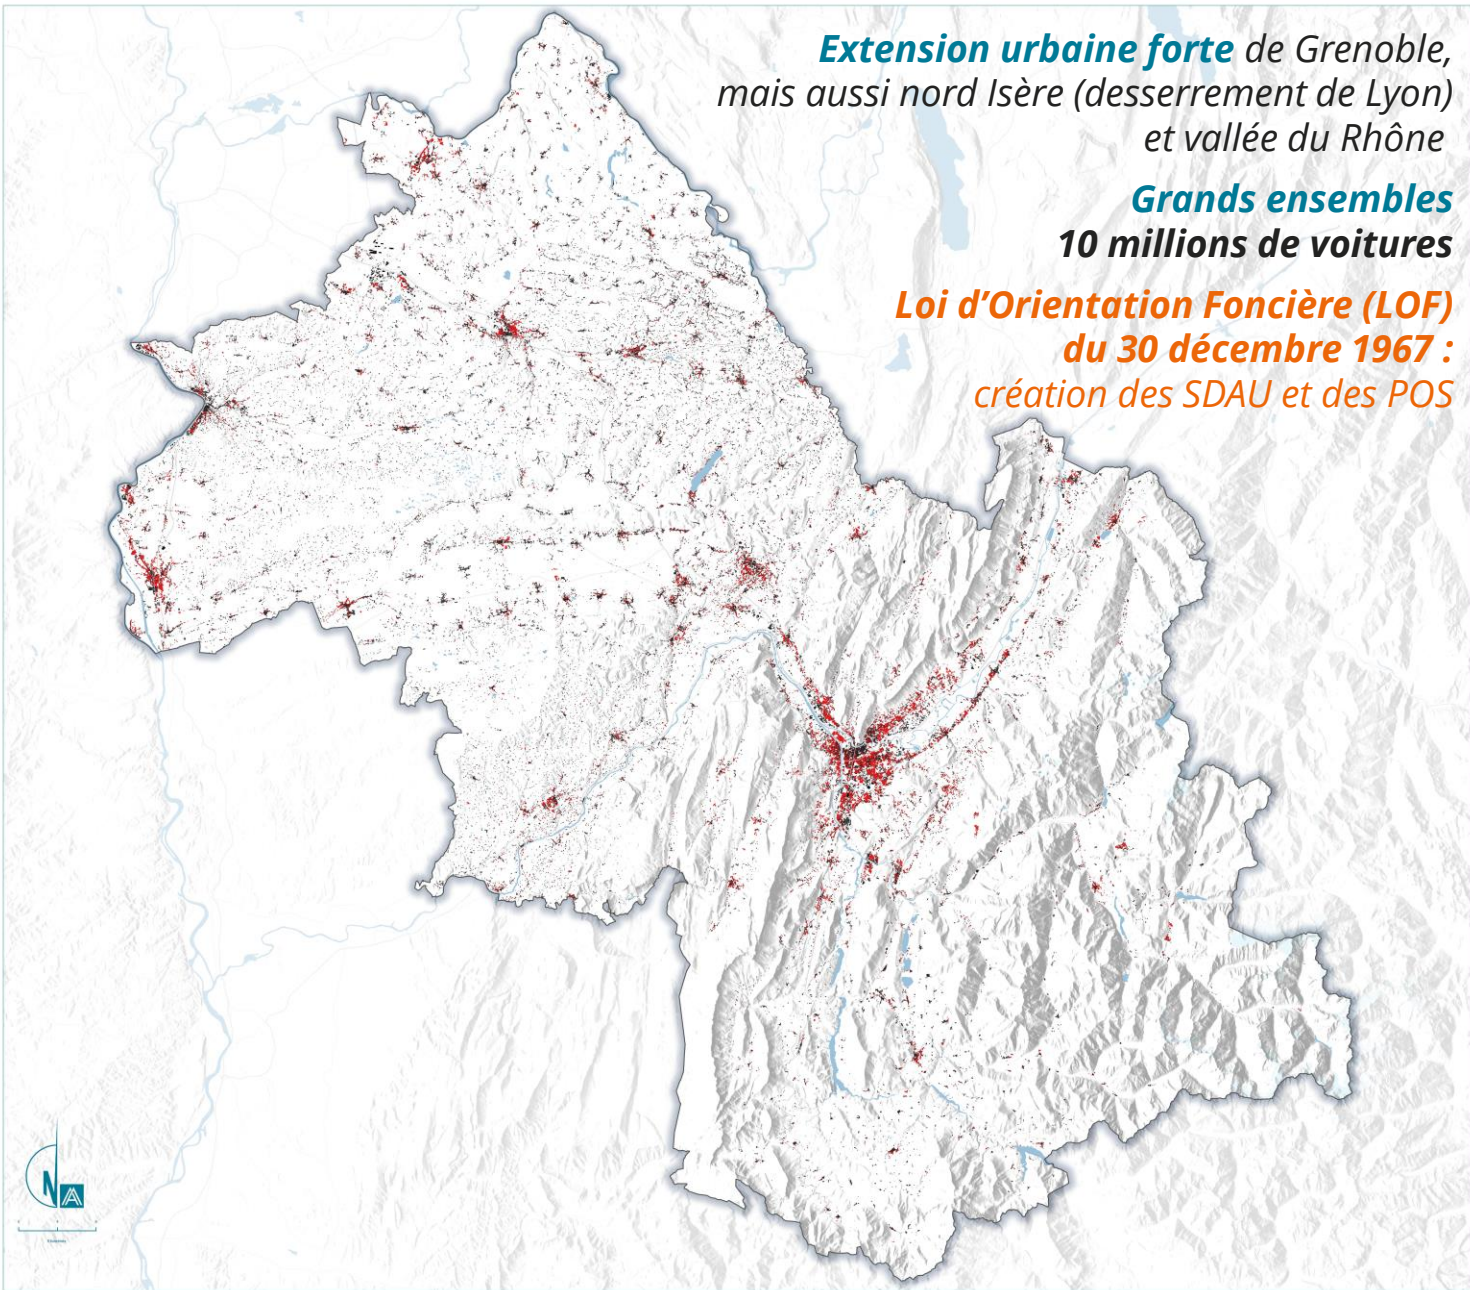 Extension urbaine forte de Grenoble,
mais aussi nord Isère (desserrement de Lyon)
et vallée du Rhône
Grands ensembles
10 millions de voitures
Loi d’Orientation Foncière (LOF)
du 30 décembre 1967 :
création des SDAU et des POS
N